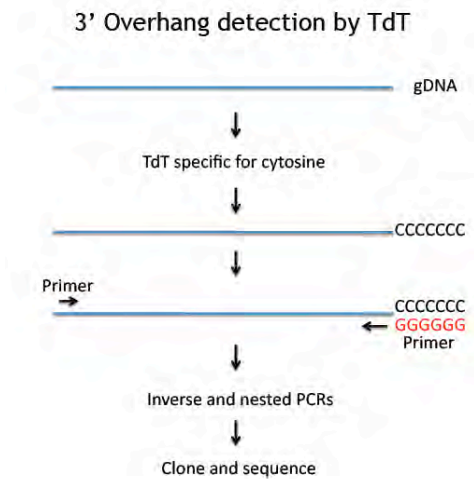 3' Overhang detection by TdT
gDNA
TdT specific for cytosine
CCCCCCC
Primer
CCCCCCC
GGGGGG
Primer
Inverse and nested PCRs
Clone and sequence